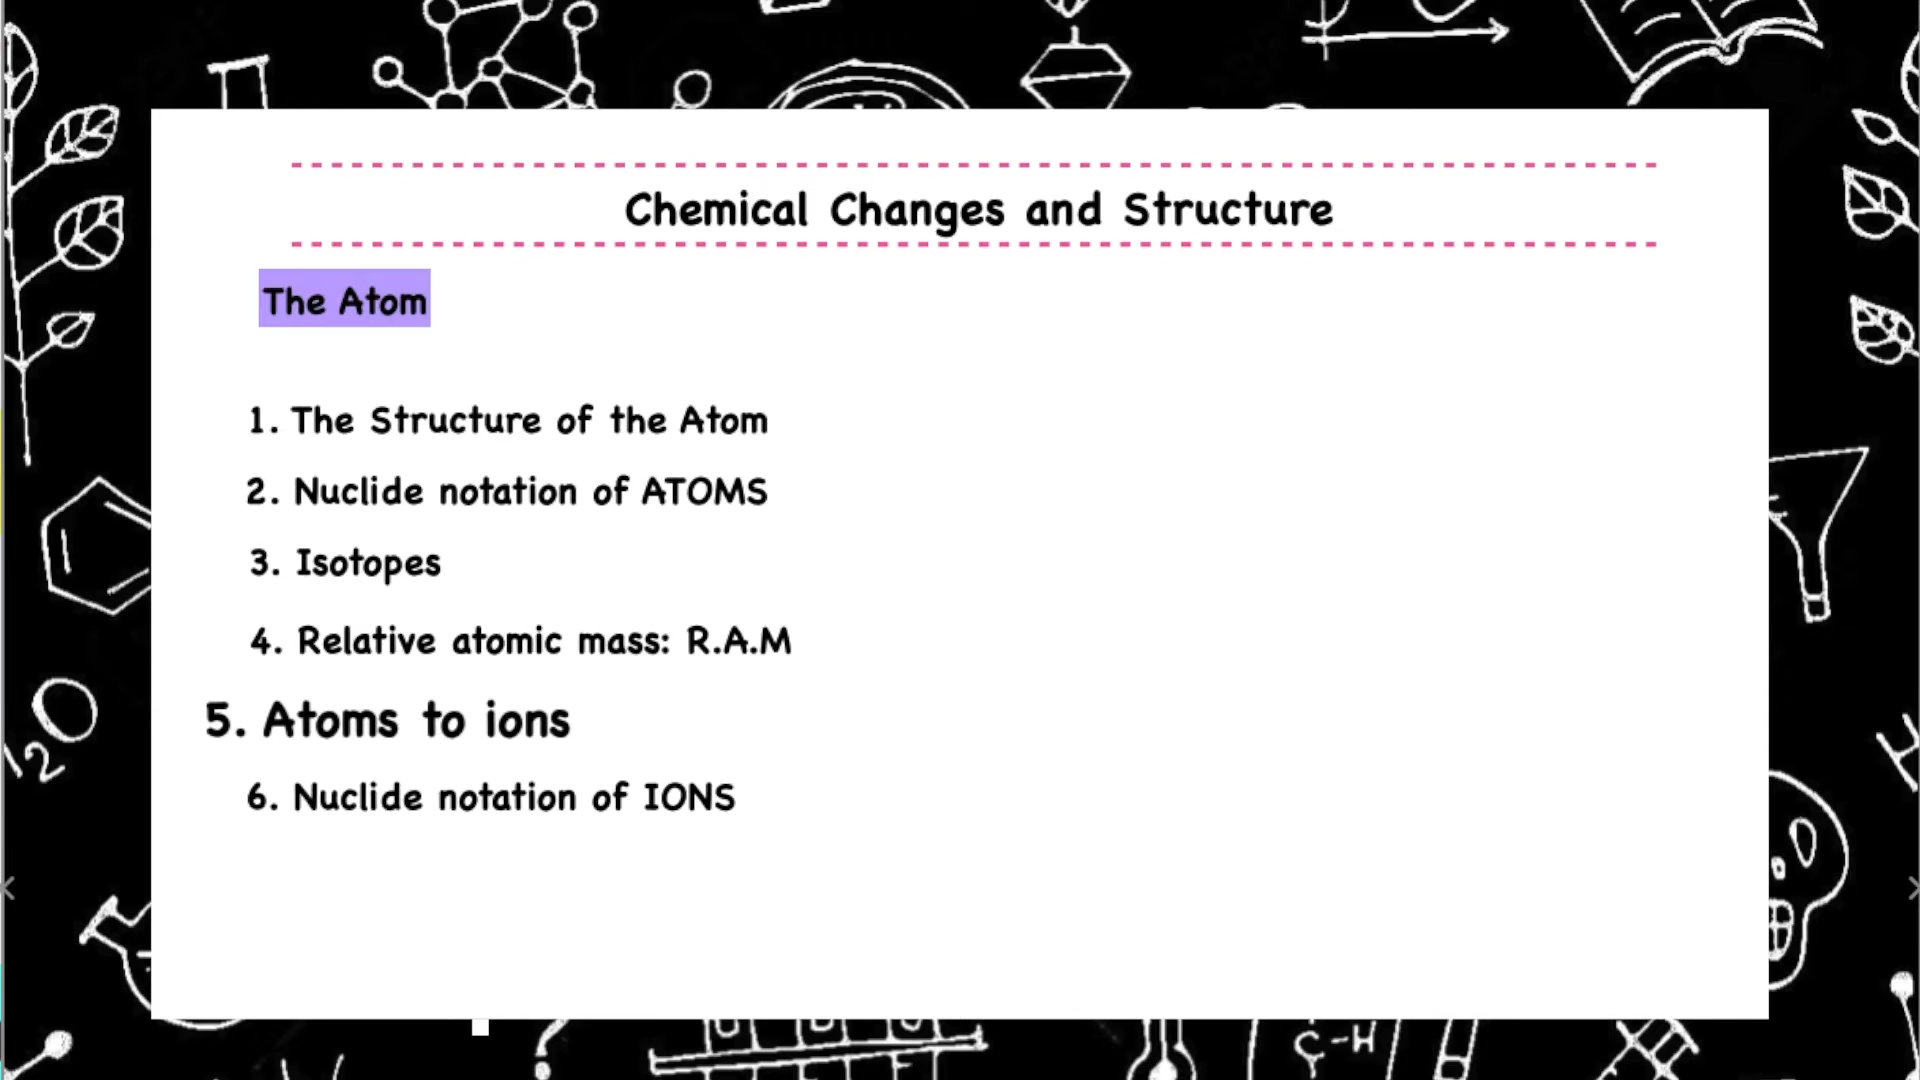 Chemical Changes and Structure
The Atom
1. The Structure of the Atom
2. Nuclide notation of ATOMS
3. Isotopes
4. Relative atomic mass: R.A.M
5. Atoms to ions
6. Nuclide notation of IONS
2O
H
?
C-H